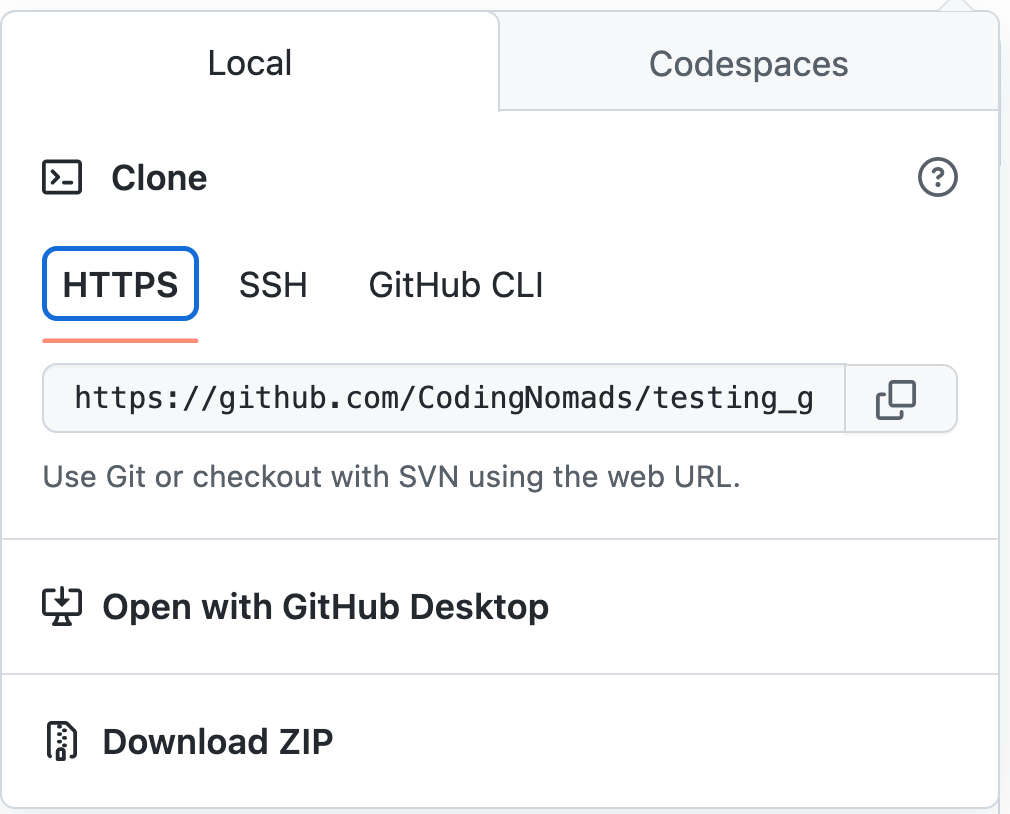 Local
Codespaces
Clone
HTTPS
SSH
GitHub CLI
https://github.com/CodingNomads/testing_g
Use Git or checkout with SVN using the web URL.
Open with GitHub Desktop
Download ZIP